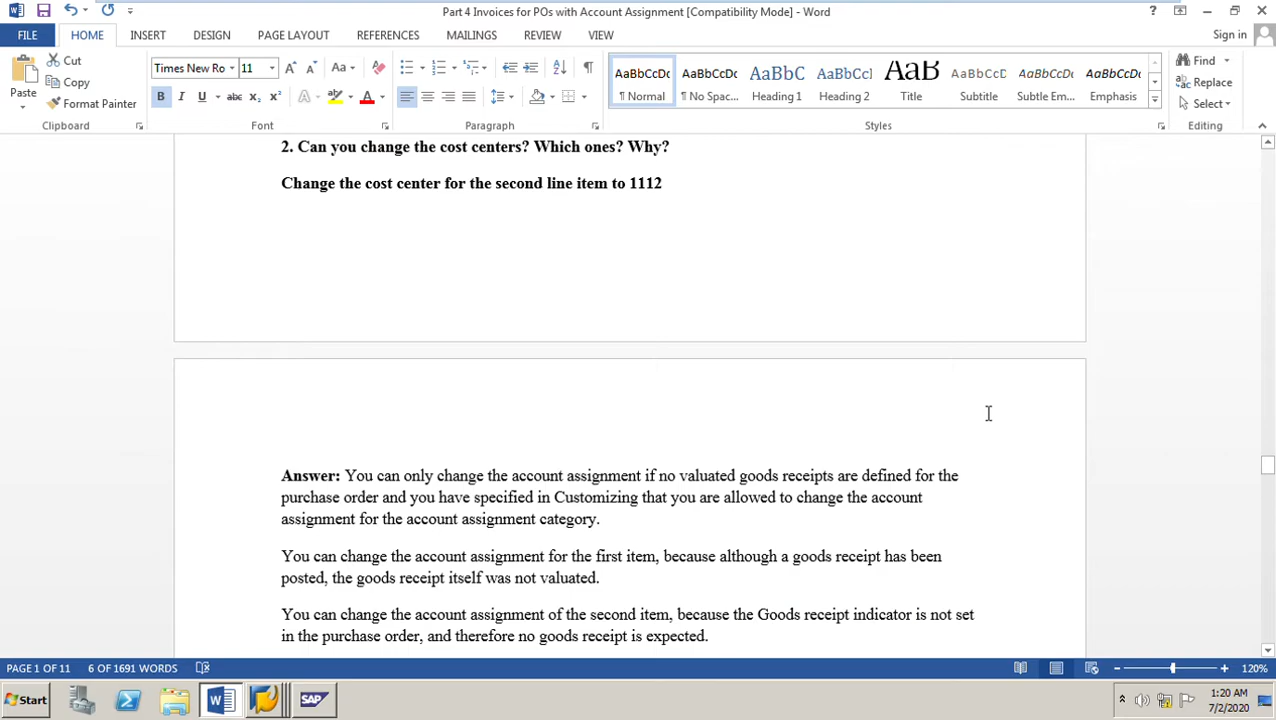 Part 4 Invoices for POs with Account Assignment [Compatibility Mode] - Word
FILE HOME INSERT DESIGN PAGE LAYOUT REFERENCES MAILINGS REVIEW VIEW Sign in
Paste
Cut
Copy
Format Painter
Clipboard
Times New Ro 11
Font
Paragraph
AaBbCcDc AaBbCcDc AaBbC AaBbCc AaB AaBbCcD AaBbCcDc AaBbCcDc
¶ Normal ¶ No Spac... Heading 1 Heading 2 Title Subtitle Subtle Em... Emphasis
Styles
Find
Replace
Select
Editing
2. Can you change the cost centers? Which ones? Why?
Change the cost center for the second line item to 1112
Answer: You can only change the account assignment if no valuated goods receipts are defined for the
purchase order and you have specified in Customizing that you are allowed to change the account
assignment for the account assignment category.
You can change the account assignment for the first item, because although a goods receipt has been
posted, the goods receipt itself was not valuated.
You can change the account assignment of the second item, because the Goods receipt indicator is not set
in the purchase order, and therefore no goods receipt is expected.
PAGE 1 OF 11 6 OF 1691 WORDS 120%
Start SAP 1:20 AM
7/2/2020